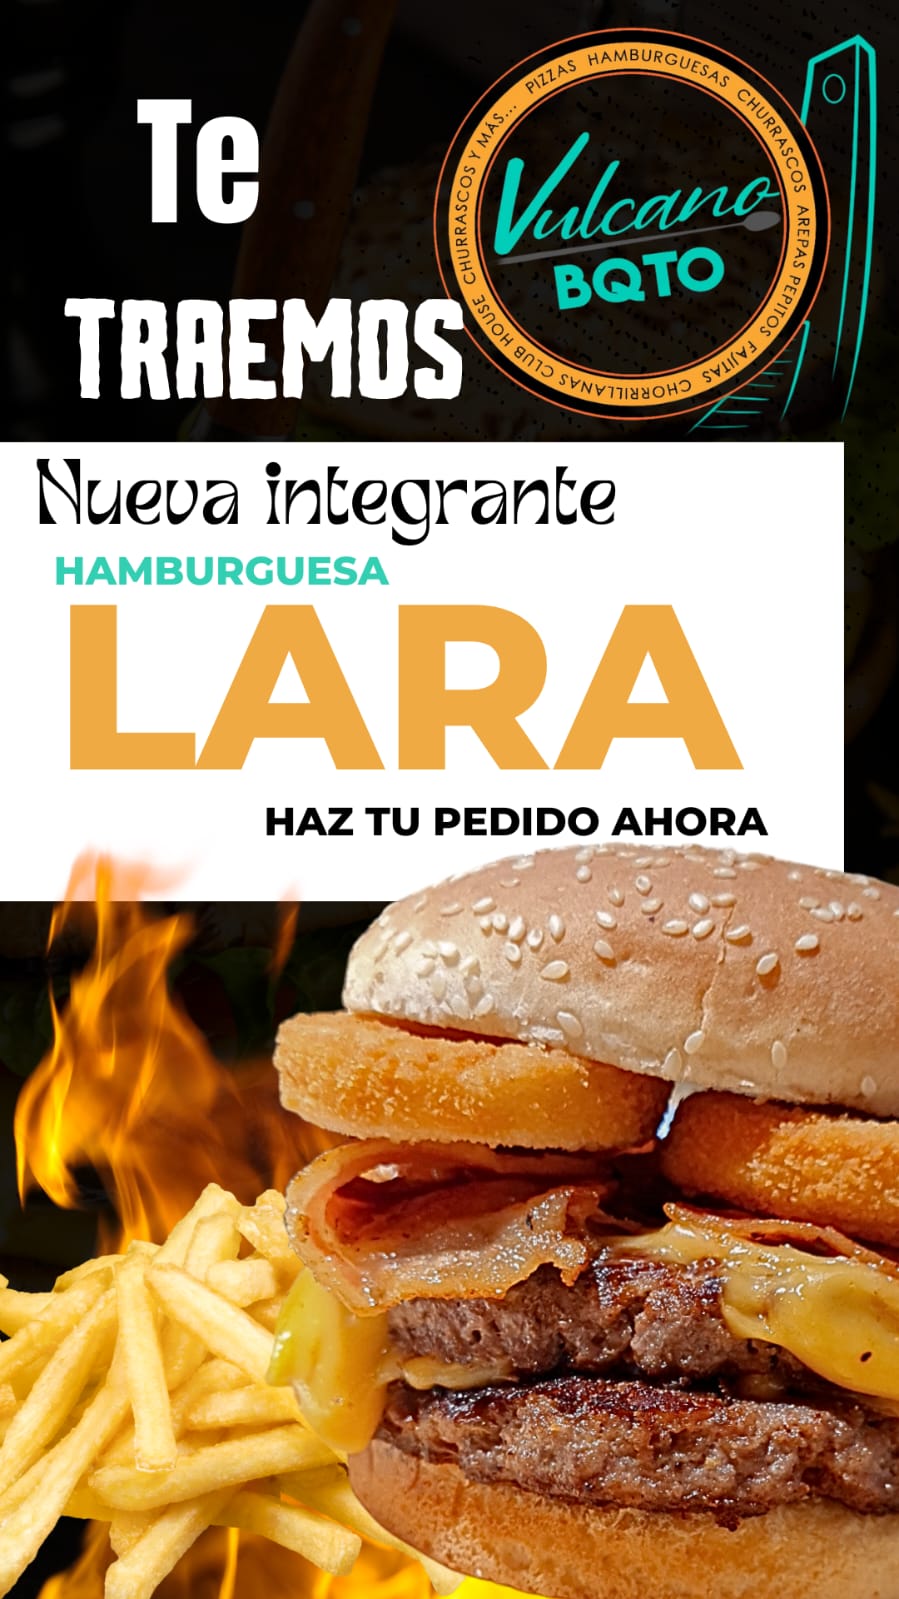 Te
TRAEMOS
PIZZAS HAMBURGUESAS CHURRASCOS AREPAS PEPITOS FAJITAS CHORRILLANAS CLUB HOUSE CHURRASCOS Y MÁS...
Vulcano
BQTO
Nueva integrante
HAMBURGUESA
LARA
HAZ TU PEDIDO AHORA